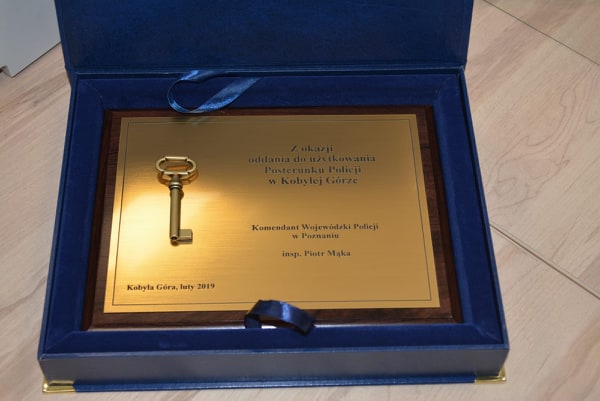 Z okazji
oddania do użytkowania
Posterunku Policji
w Kobylej Górze
Komendant Wojewódzki Policji
w Poznaniu
insp. Piotr Mąka
Kobyla Góra, luty 2019